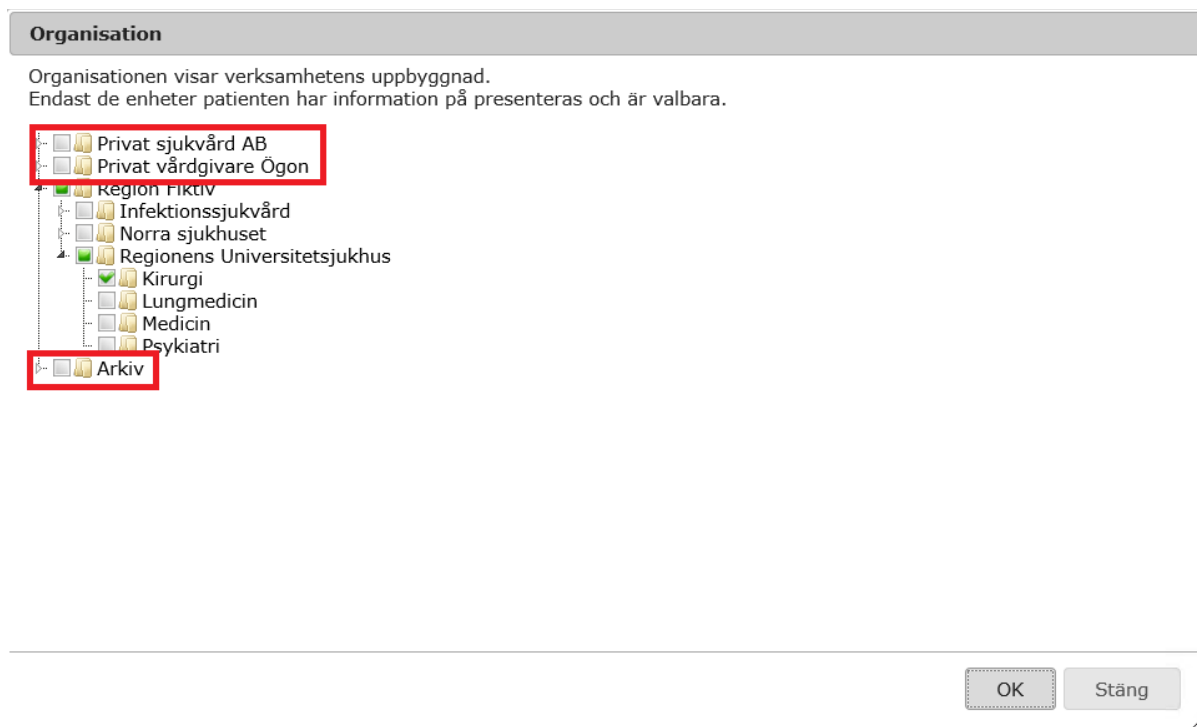 Organisation
Organisationen visar verksamhetens uppbyggnad.
Endast de enheter patienten har information på presenteras och är valbara.
Privat sjukvård AB
Privat vårdgivare Ögon
Region Fiktiv
Infektionssjukvård
Norra sjukhuset
Regionens Universitetsjukhus
Kirurgi
Lungmedicin
Medicin
Psykiatri
Arkiv
OK Stäng